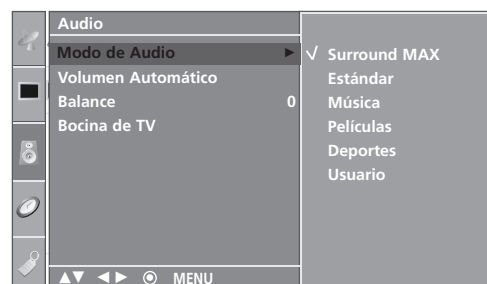 Audio
Modo de Audio ►
Volumen Automático
Balance 0
Bocina de TV
▲▼ ◄► ◉ MENU
√ Surround MAX
Estándar
Música
Películas
Deportes
Usuario